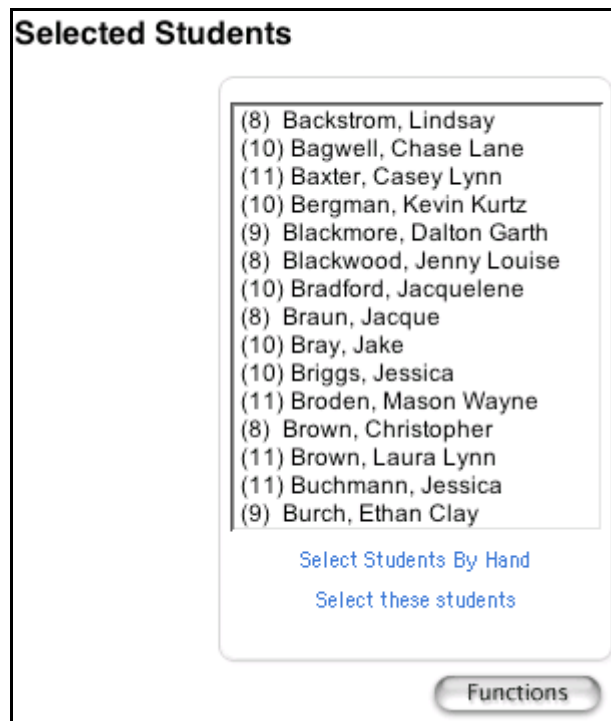 Selected Students
(8) Backstrom, Lindsay
(10) Bagwell, Chase Lane
(11) Baxter, Casey Lynn
(10) Bergman, Kevin Kurtz
(9) Blackmore, Dalton Garth
(8) Blackwood, Jenny Louise
(10) Bradford, Jacquelene
(8) Braun, Jacque
(10) Bray, Jake
(10) Briggs, Jessica
(11) Broden, Mason Wayne
(8) Brown, Christopher
(11) Brown, Laura Lynn
(11) Buchmann, Jessica
(9) Burch, Ethan Clay
Select Students By Hand
Select these students
Functions